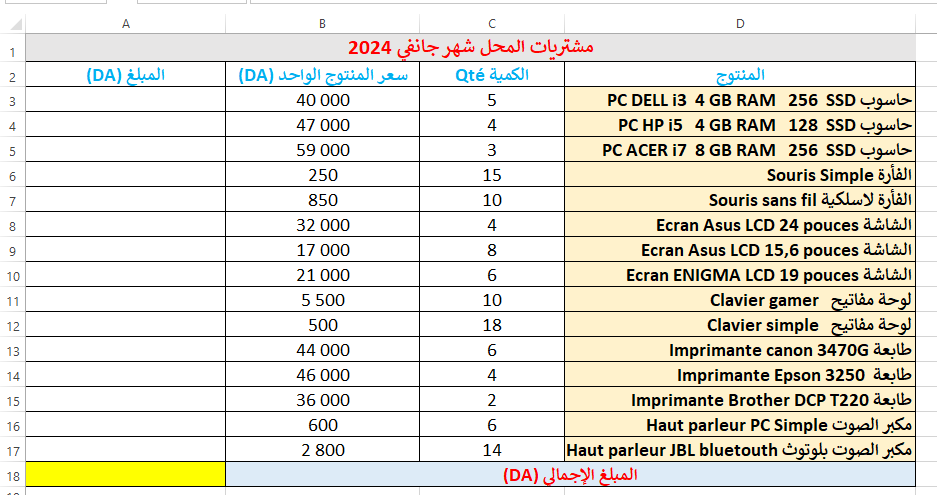 A B C D
1 مشتريات المحل شهر جانفي 2024
2 المنتوج الكمية Qté سعر المنتوج الواحد (DA) المبلغ (DA)
3 حاسوب PC DELL i3 4 GB RAM 256 SSD 5 40 000
4 حاسوب PC HP i5 4 GB RAM 128 SSD 4 47 000
5 حاسوب PC ACER i7 8 GB RAM 256 SSD 3 59 000
6 الفأرة Souris Simple 15 250
7 الفأرة لاسلكية Souris sans fil 10 850
8 الشاشة Ecran Asus LCD 24 pouces 4 32 000
9 الشاشة Ecran Asus LCD 15,6 pouces 8 17 000
10 الشاشة Ecran ENIGMA LCD 19 pouces 6 21 000
11 لوحة مفاتيح Clavier gamer 10 5 500
12 لوحة مفاتيح Clavier simple 18 500
13 طابعة Imprimante canon 3470G 6 44 000
14 طابعة Imprimante Epson 3250 4 46 000
15 طابعة Imprimante Brother DCP T220 2 36 000
16 مكبر الصوت Haut parleur PC Simple 6 600
17 مكبر الصوت بلوتوث Haut parleur JBL bluetouth 14 2 800
18 المبلغ الإجمالي (DA)